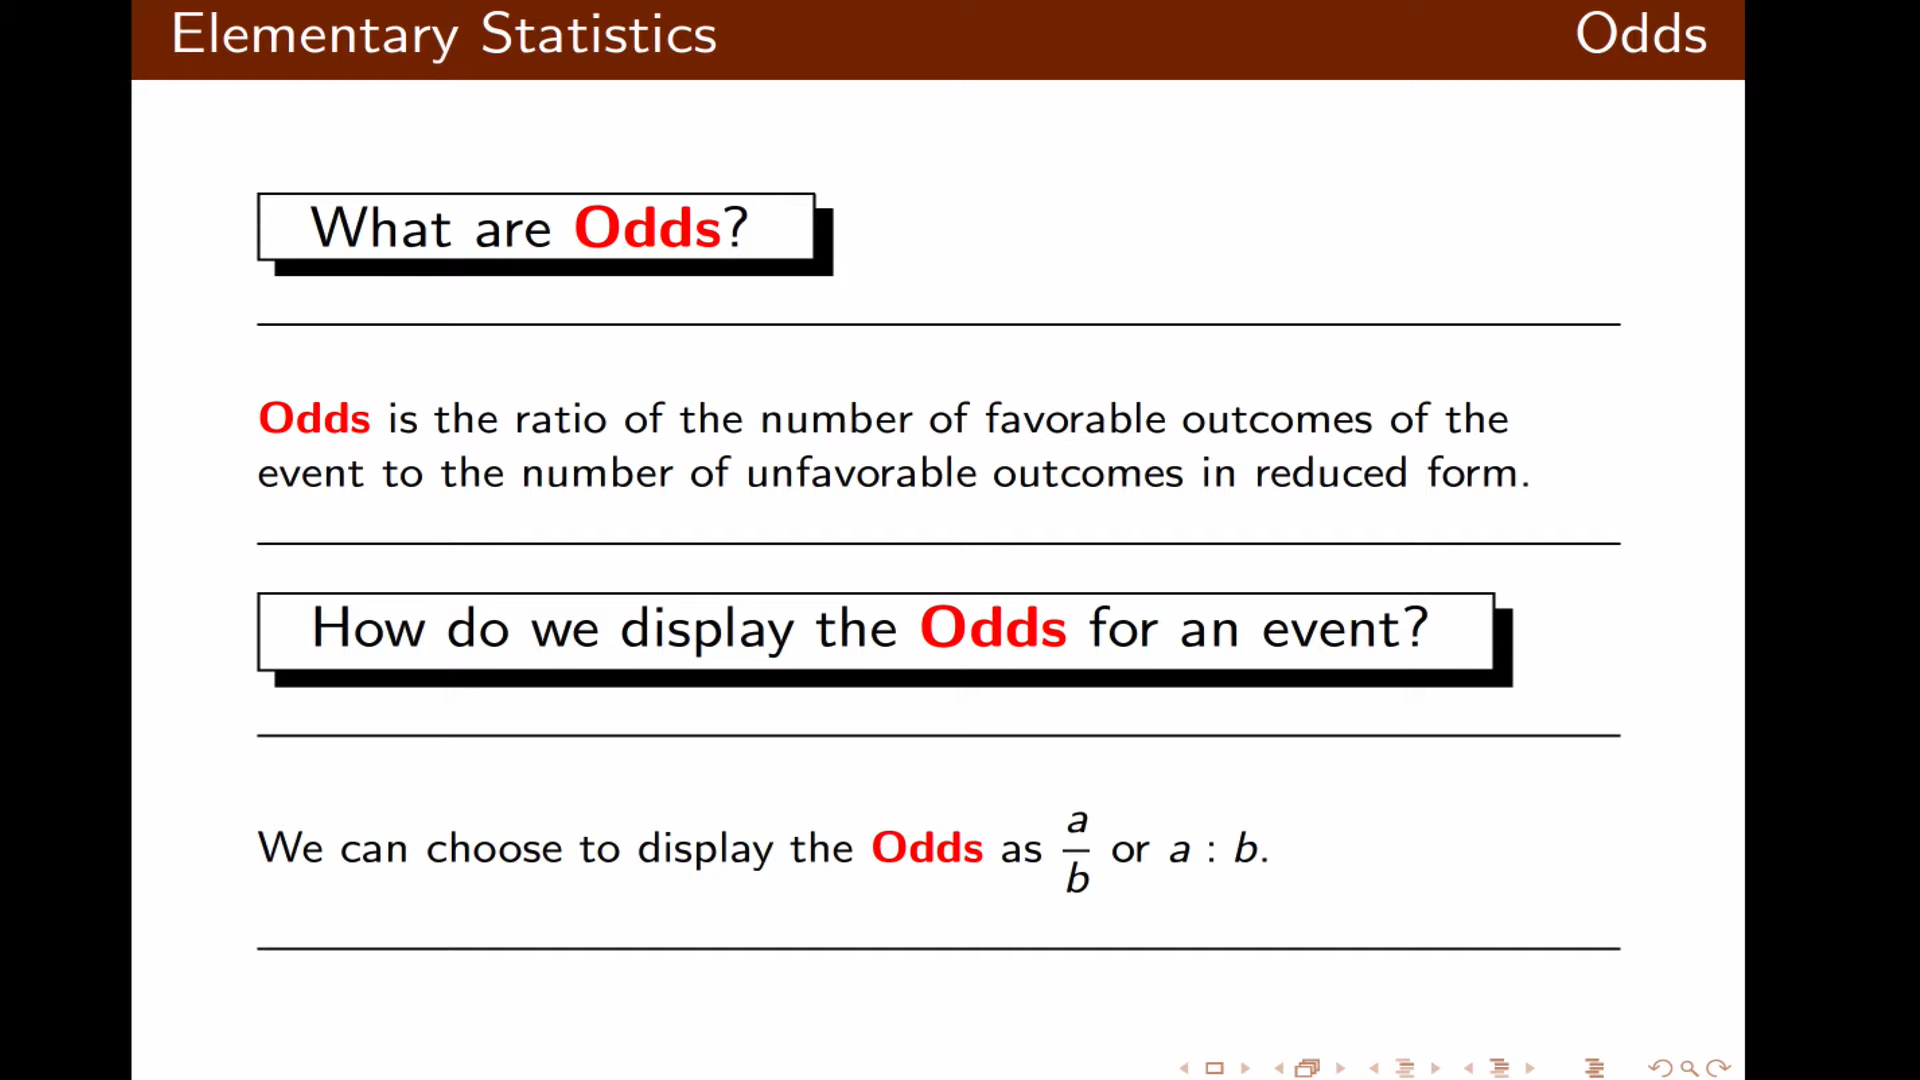 Elementary Statistics Odds
What are Odds?
Odds is the ratio of the number of favorable outcomes of the
event to the number of unfavorable outcomes in reduced form.
How do we display the Odds for an event?
We can choose to display the Odds as a/b or a : b.